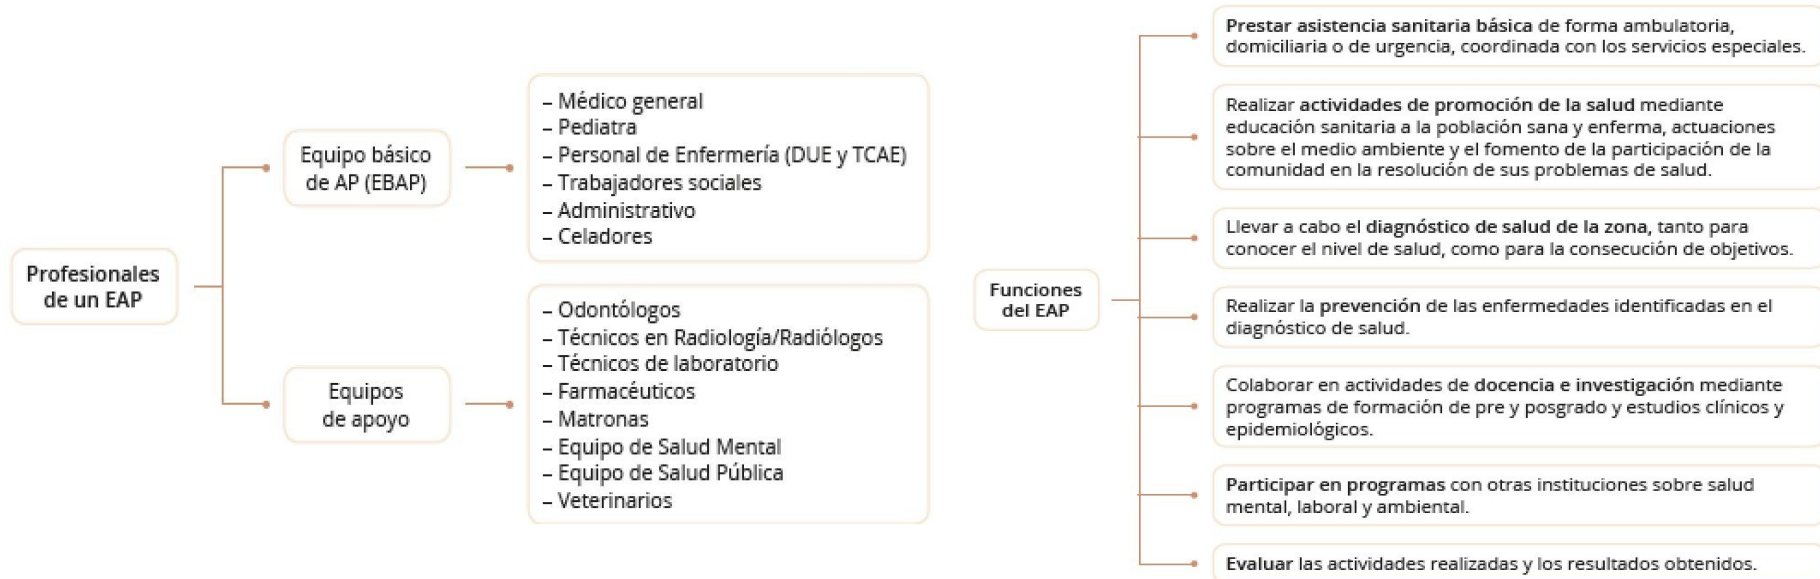 Profesionales
de un EAP
Equipo básico
de AP (EBAP)
– Médico general
– Pediatra
– Personal de Enfermería (DUE y TCAE)
– Trabajadores sociales
– Administrativo
– Celadores
Equipos
de apoyo
– Odontólogos
– Técnicos en Radiología/Radiólogos
– Técnicos de laboratorio
– Farmacéuticos
– Matronas
– Equipo de Salud Mental
– Equipo de Salud Pública
– Veterinarios
Funciones
del EAP
Prestar asistencia sanitaria básica de forma ambulatoria,
domiciliaria o de urgencia, coordinada con los servicios especiales.
Realizar actividades de promoción de la salud mediante
educación sanitaria a la población sana y enferma, actuaciones
sobre el medio ambiente y el fomento de la participación de la
comunidad en la resolución de sus problemas de salud.
Llevar a cabo el diagnóstico de salud de la zona, tanto para
conocer el nivel de salud, como para la consecución de objetivos.
Realizar la prevención de las enfermedades identificadas en el
diagnóstico de salud.
Colaborar en actividades de docencia e investigación mediante
programas de formación de pre y posgrado y estudios clínicos y
epidemiológicos.
Participar en programas con otras instituciones sobre salud
mental, laboral y ambiental.
Evaluar las actividades realizadas y los resultados obtenidos.